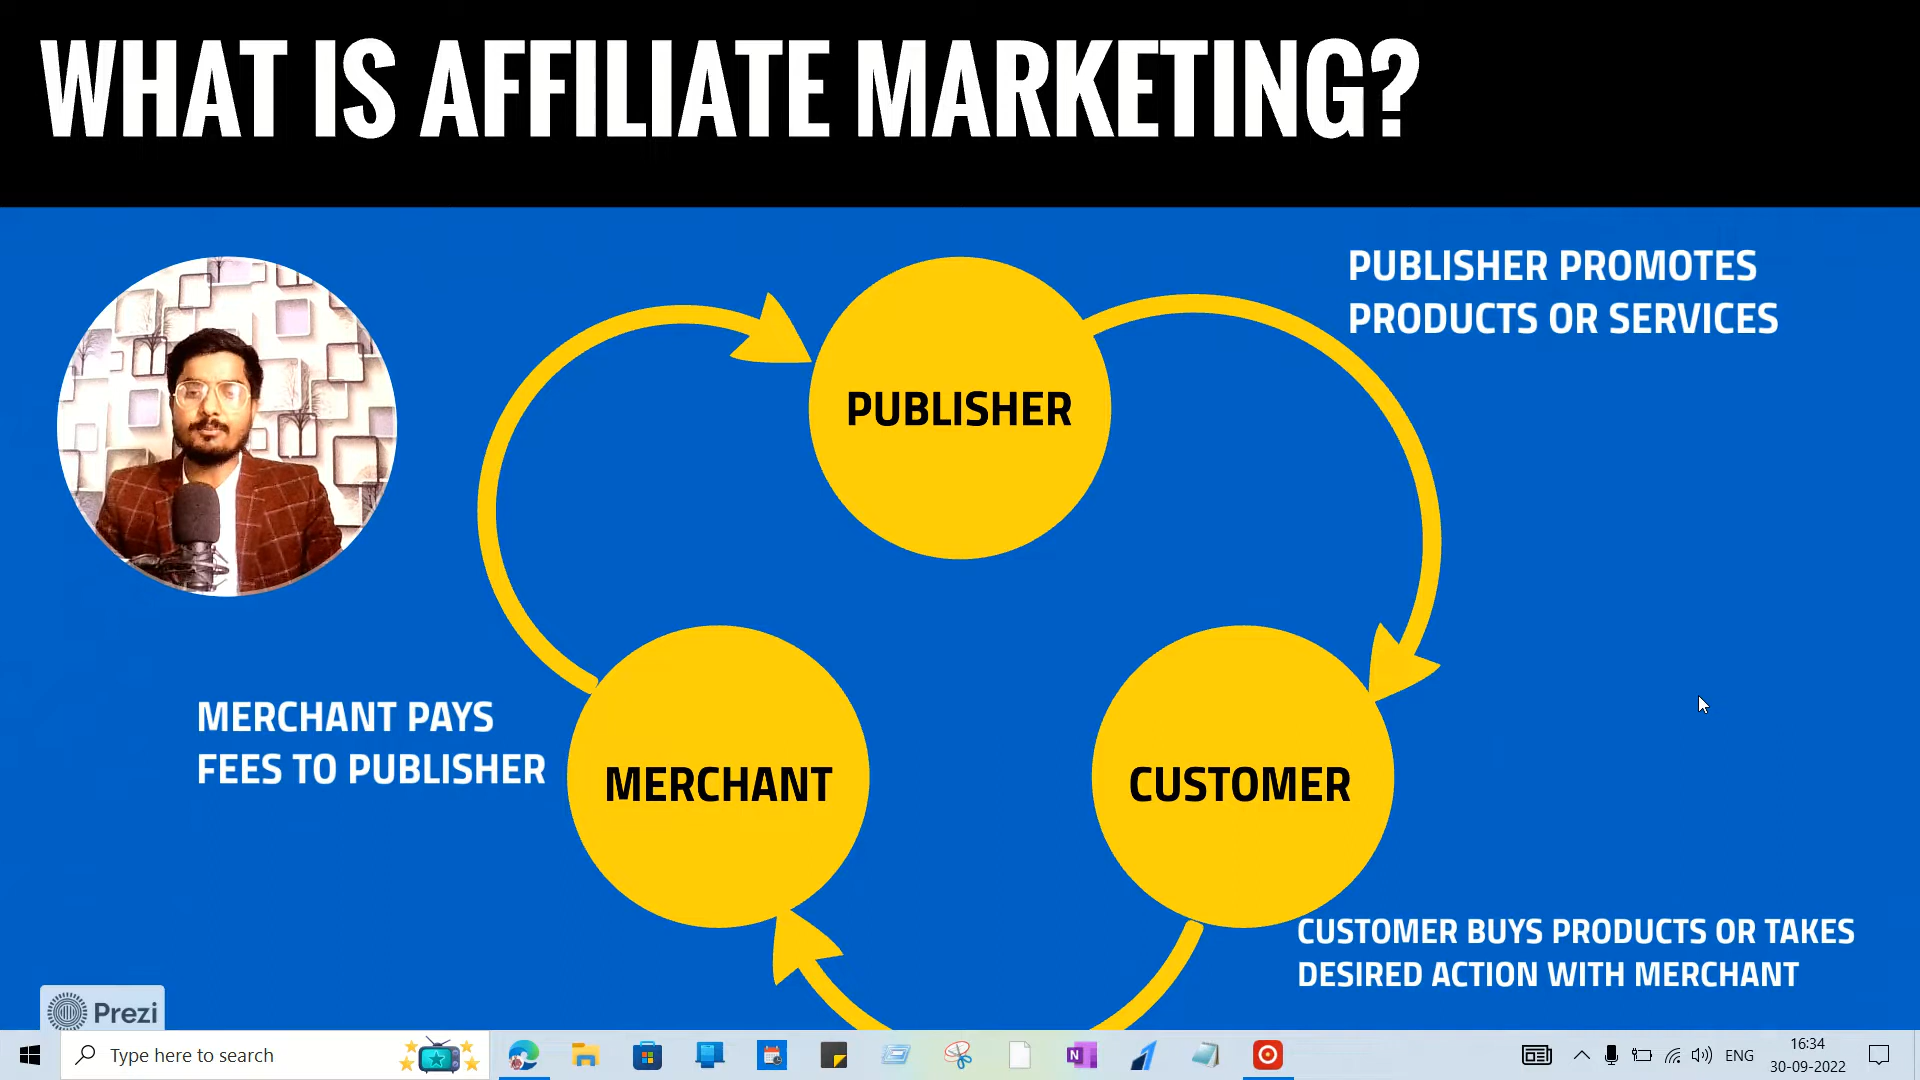 WHAT IS AFFILIATE MARKETING?
PUBLISHER PROMOTES
PRODUCTS OR SERVICES
PUBLISHER
MERCHANT PAYS
FEES TO PUBLISHER
MERCHANT
CUSTOMER
CUSTOMER BUYS PRODUCTS OR TAKES
DESIRED ACTION WITH MERCHANT
Prezi
Type here to search
N
ENG
16:34
30-09-2022